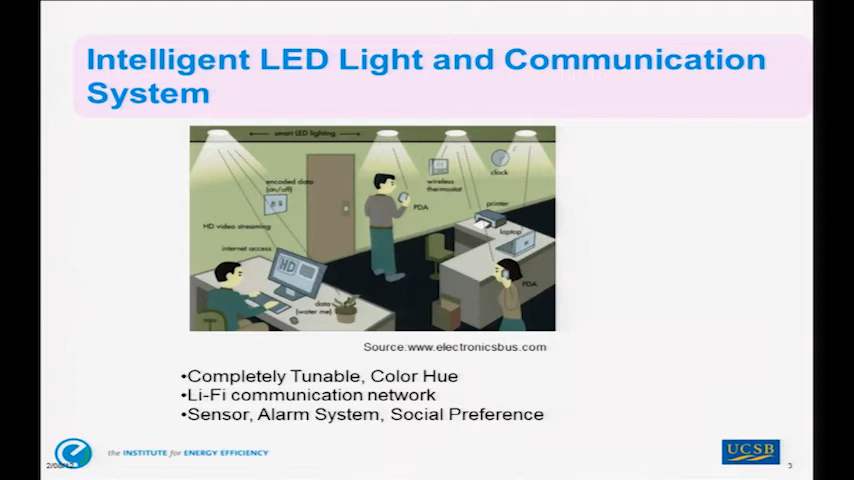 Intelligent LED Light and Communication
System
smart LED lighting
clock
wireless
thermostat
encoded data
(on/off)
printer
PDA
HD video streaming
laptop
internet access
HD
PDA
data
(water me)
Source:www.electronicsbus.com
•Completely Tunable, Color Hue
•Li-Fi communication network
•Sensor, Alarm System, Social Preference
the INSTITUTE for ENERGY EFFICIENCY
UCSB
3